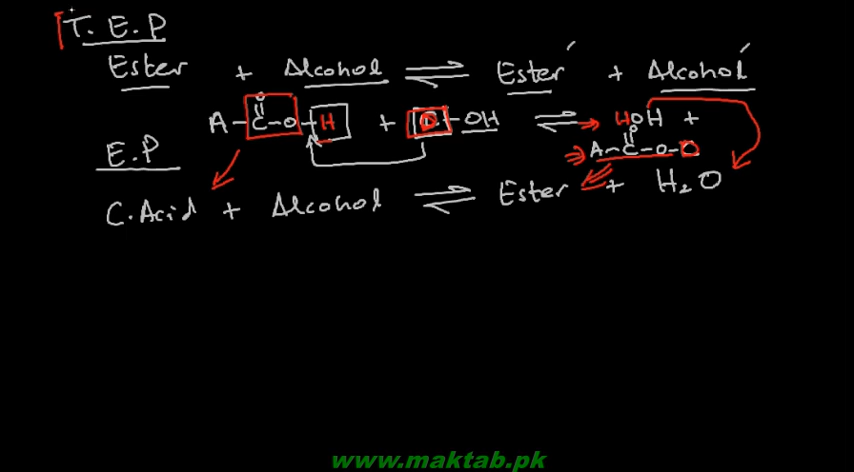 T. E. P
Ester + Alcohol ⇌ Ester′ + Alcohol′
O
A-C-O-H + D-OH ⇌ HOH +
O
E.P A-C-O-D
C. Acid + Alcohol ⇌ Ester + H₂O
www.maktab.pk